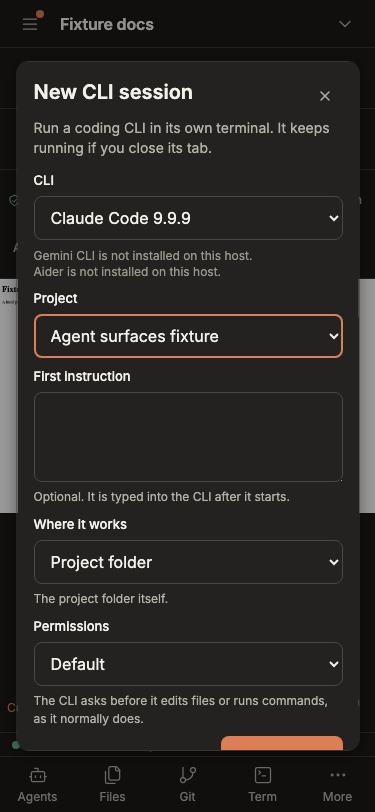 Fixture docs
New CLI session
Run a coding CLI in its own terminal. It keeps
running if you close its tab.
CLI
Claude Code 9.9.9
Gemini CLI is not installed on this host.
Aider is not installed on this host.
Project
Agent surfaces fixture
First instruction
Optional. It is typed into the CLI after it starts.
Where it works
Project folder
The project folder itself.
Permissions
Default
The CLI asks before it edits files or runs commands,
as it normally does.
Agents
Files
Git
Term
More